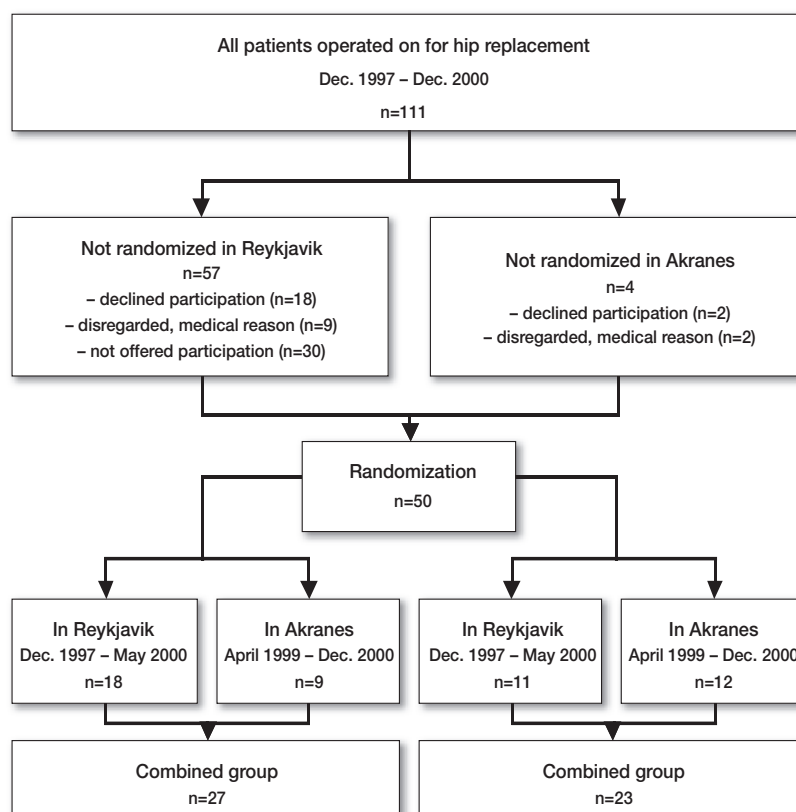 All patients operated on for hip replacement
Dec. 1997 – Dec. 2000
n=111
Not randomized in Reykjavik
n=57
– declined participation (n=18)
– disregarded, medical reason (n=9)
– not offered participation (n=30)
Not randomized in Akranes
n=4
– declined participation (n=2)
– disregarded, medical reason (n=2)
Randomization
n=50
In Reykjavik
Dec. 1997 – May 2000
n=18
In Akranes
April 1999 – Dec. 2000
n=9
In Reykjavik
Dec. 1997 – May 2000
n=11
In Akranes
April 1999 – Dec. 2000
n=12
Combined group
n=27
Combined group
n=23